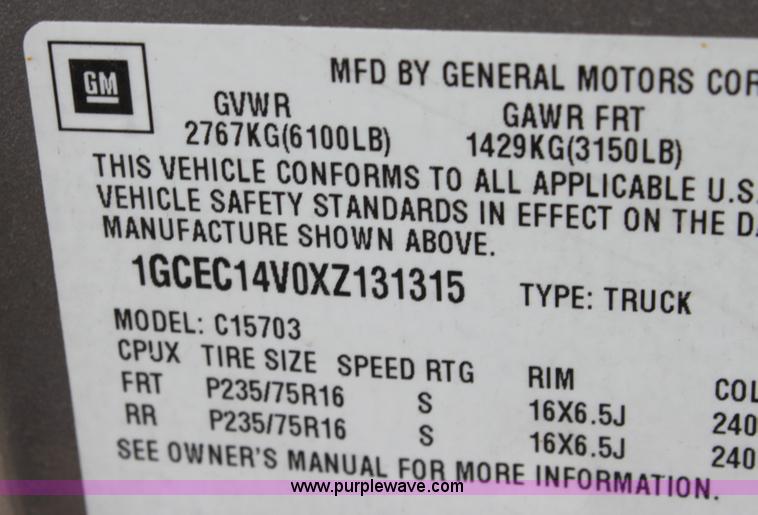 GM
MFD BY GENERAL MOTORS COR
GVWR GAWR FRT
2767KG(6100LB) 1429KG(3150LB)
THIS VEHICLE CONFORMS TO ALL APPLICABLE U.S.
VEHICLE SAFETY STANDARDS IN EFFECT ON THE DA
MANUFACTURE SHOWN ABOVE.
1GCEC14V0XZ131315 TYPE: TRUCK
MODEL: C15703
CPUX TIRE SIZE SPEED RTG RIM COL
FRT P235/75R16 S 16X6.5J 240
RR P235/75R16 S 16X6.5J 240
SEE OWNER'S MANUAL FOR MORE INFORMATION.
www.purplewave.com